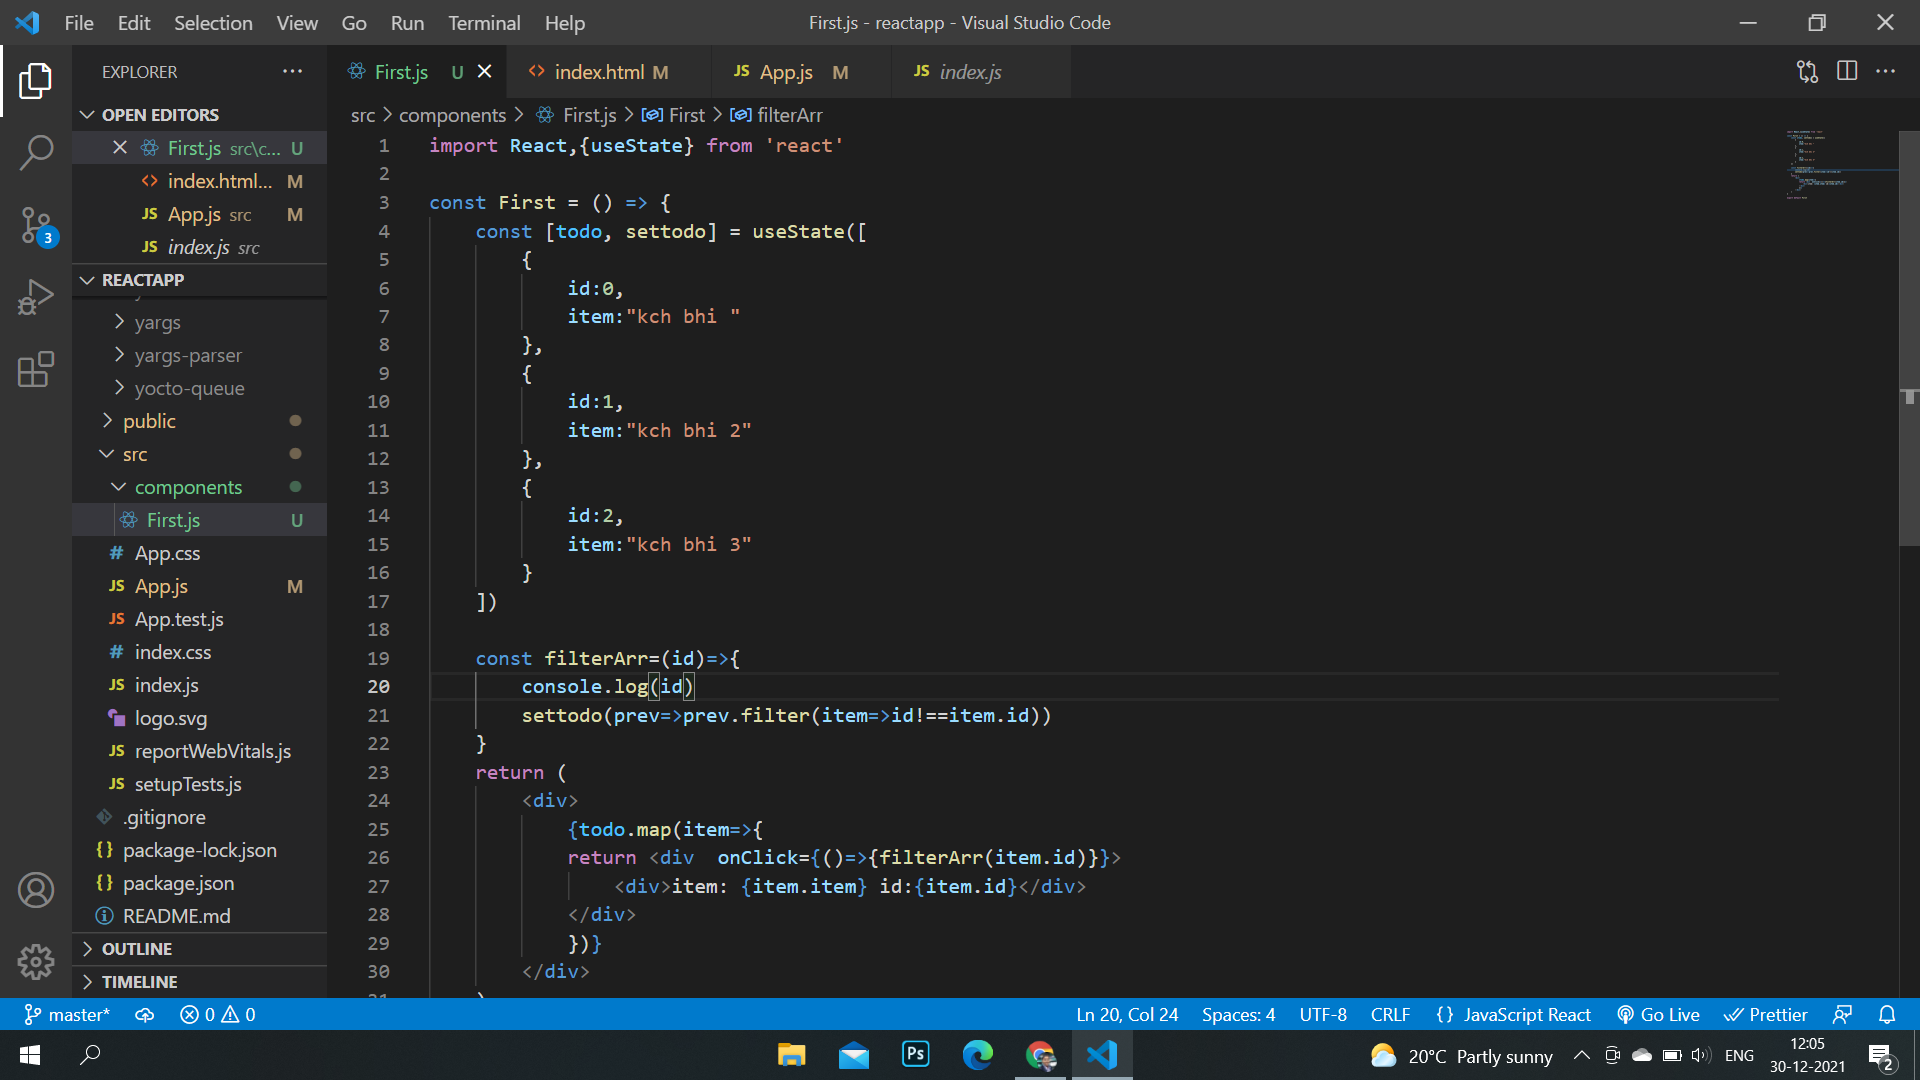 File Edit Selection View Go Run Terminal Help
First.js - reactapp - Visual Studio Code
EXPLORER
OPEN EDITORS
First.js src\c... U
index.html... M
App.js src M
index.js src
REACTAPP
yargs
yargs-parser
yocto-queue
public
src
components
First.js U
# App.css
JS App.js M
JS App.test.js
# index.css
JS index.js
logo.svg
JS reportWebVitals.js
JS setupTests.js
.gitignore
{} package-lock.json
{} package.json
README.md
OUTLINE
TIMELINE
3
First.js U
index.html M
JS App.js M
JS index.js
src > components > First.js > First > filterArr
1 import React,{useState} from 'react'
2
3 const First = () => {
4 const [todo, settodo] = useState([
5 {
6 id:0,
7 item:"kch bhi "
8 },
9 {
10 id:1,
11 item:"kch bhi 2"
12 },
13 {
14 id:2,
15 item:"kch bhi 3"
16 }
17 ])
18
19 const filterArr=(id)=>{
20 console.log(id)
21 settodo(prev=>prev.filter(item=>id!==item.id))
22 }
23 return (
24 <div>
25 {todo.map(item=>{
26 return <div  onClick={()=>{filterArr(item.id)}}>
27 <div>item: {item.item} id:{item.id}</div>
28 </div>
29 })}
30 </div>
master* 0 0 Ln 20, Col 24 Spaces: 4 UTF-8 CRLF {} JavaScript React Go Live Prettier
Ps 20°C Partly sunny ENG 12:05
30-12-2021 2